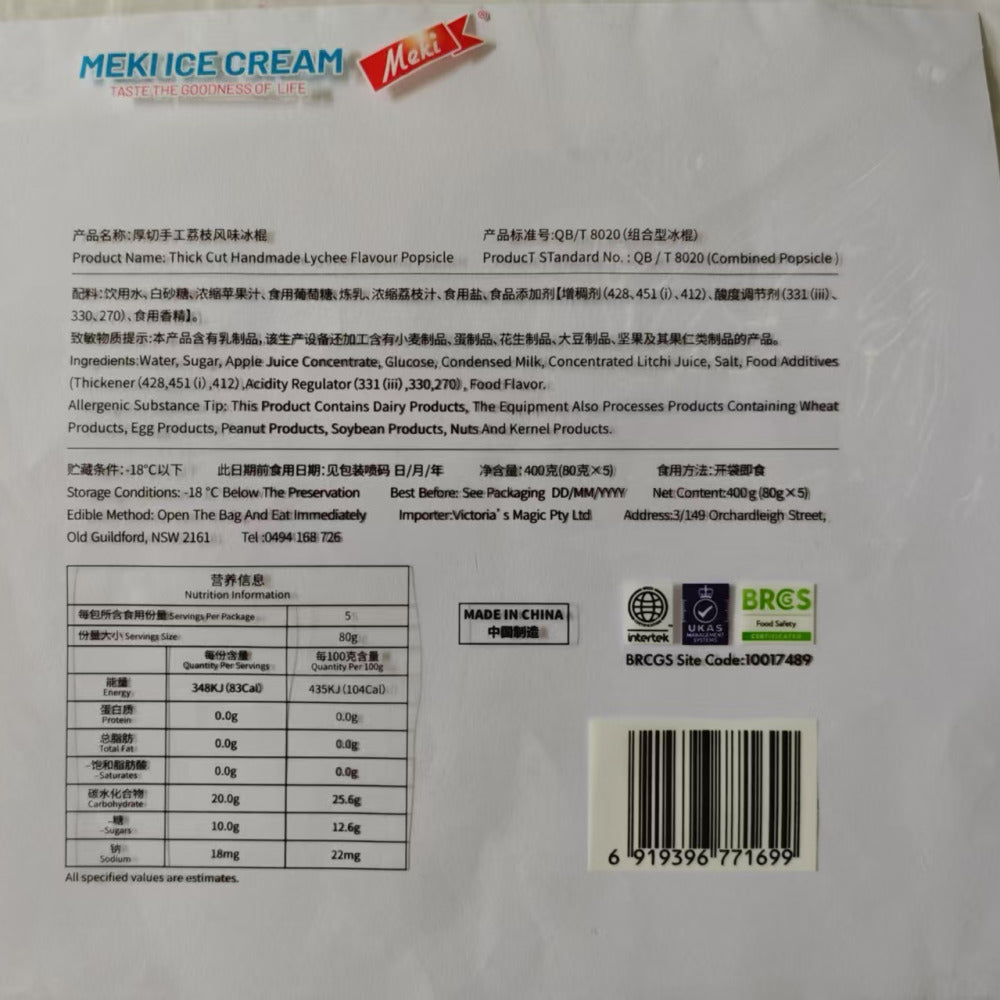 MEKI ICE CREAM
TASTE THE GOODNESS OF LIFE
Meki®
产品名称:厚切手工荔枝风味冰棍 产品标准号:QB/T 8020(组合型冰棍)
Product Name: Thick Cut Handmade Lychee Flavour Popsicle ProducT STandard No. : QB / T 8020 (Combined Popsicle )
配料:饮用水、白砂糖、浓缩苹果汁、食用葡萄糖、炼乳、浓缩荔枝汁、食用盐、食品添加剂【增稠剂(428、451(i)、412)、酸度调节剂(331(iii)、
330、270)、食用香精】。
致敏物质提示:本产品含有乳制品,该生产设备还加工含有小麦制品、蛋制品、花生制品、大豆制品、坚果及其果仁类制品的产品。
Ingredients:Water, Sugar, Apple Juice Concentrate, Glucose, Condensed Milk, Concentrated Litchi Juice, Salt, Food Additives
(Thickener (428,451 (i) ,412) ,Acidity Regulator (331 (iii) ,330,270) , Food Flavor.
Allergenic Substance Tip: This Product Contains Dairy Products, The Equipment Also Processes Products Containing Wheat
Products, Egg Products, Peanut Products, Soybean Products, Nuts And Kernel Products.
贮藏条件:-18°C以下 此日期前食用日期:见包装喷码 日/月/年 净含量:400克(80克×5) 食用方法:开袋即食
Storage Conditions: -18 °C Below The Preservation Best Before: See Packaging DD/MM/YYYY Net Content:400 g (80g×5)
Edible Method: Open The Bag And Eat Immediately Importer:Victoria's Magic Pty Ltd Address:3/149 Orchardleigh Street,
Old Guildford, NSW 2161 Tel :0494 168 726
营养信息
Nutrition Information
每包所含食用份量 Servings Per Package 5
份量大小 Servings Size 80g
每份含量 每100克含量
Quantity Per Servings Quantity Per 100g
能量
Energy 348KJ (83Cal) 435KJ (104Cal)
蛋白质
Protein 0.0g 0.0g
总脂肪
Total Fat 0.0g 0.0g
-饱和脂肪酸
-Saturates 0.0g 0.0g
碳水化合物
Carbohydrate 20.0g 25.6g
-糖
-Sugars 10.0g 12.6g
钠
Sodium 18mg 22mg
All specified values are estimates.
MADE IN CHINA
中国制造
intertek
UKAS
MANAGEMENT
SYSTEMS
BRCGS
Food Safety
CERTIFICATED
BRCGS Site Code:10017489
6 919396 771699